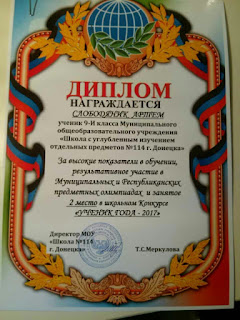 ДИПЛОМ
НАГРАЖДАЕТСЯ
СЛОБОДЯНИК АРТЕМ
ученик 9-И класса Муниципального
общеобразовательного учреждения
«Школа с углубленным изучением
отдельных предметов №114 г. Донецка»
За высокие показатели в обучении,
результативное участие в
Муниципальных и Республиканских
предметных олимпиадах и занятое
2 место в школьном Конкурсе
«УЧЕНИК ГОДА - 2017»
Директор МОУ
«Школа №114
г. Донецка»
Т.С.Меркулова